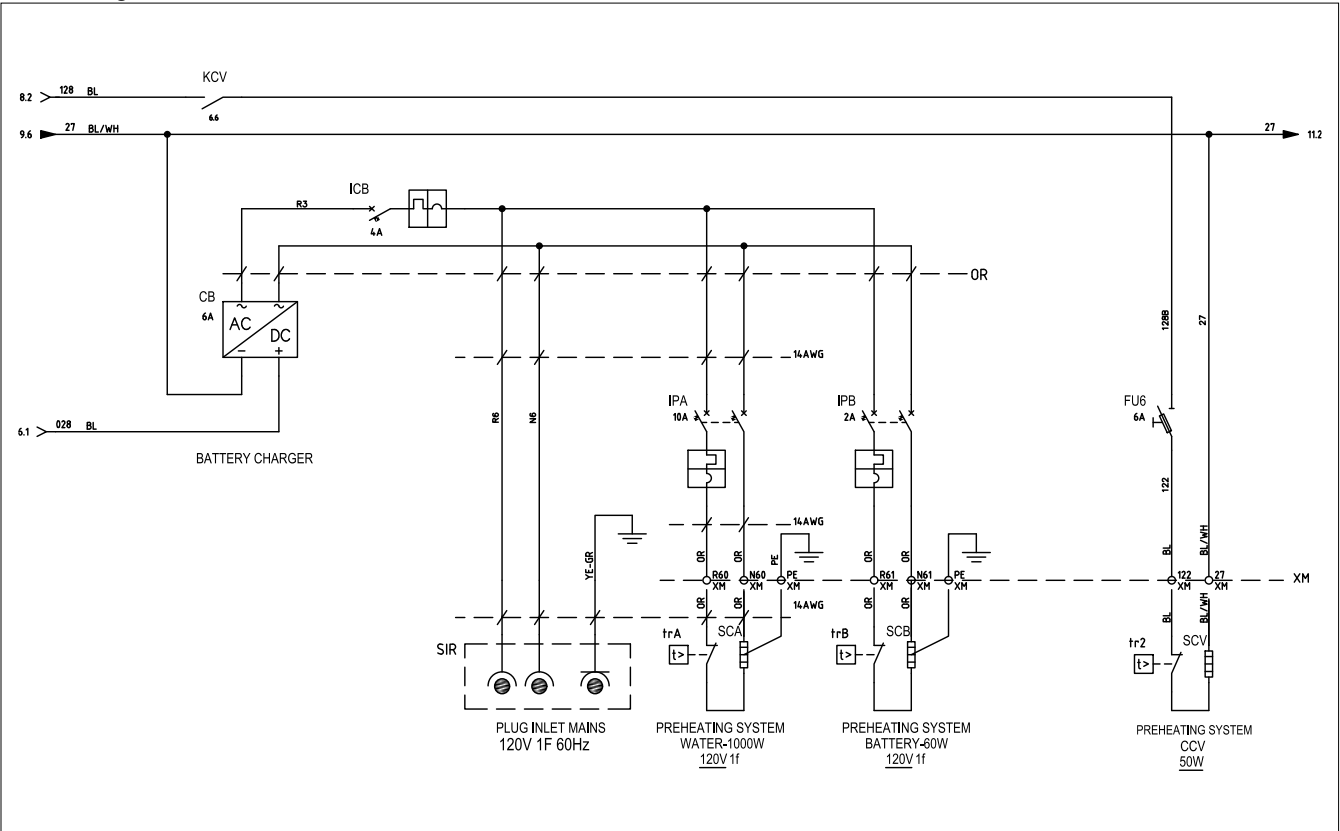 KCV
8.2 128 BL
6.6
9.6 27 BL/WH 27 11.2
ICB
R3
4A
OR
CB
6A
AC
DC
~ ~
- +
14AWG
128B
27
R6
N6
IPA
10A
IPB
2A
FU6
6A
6.1 028 BL
BATTERY CHARGER
122
14AWG
YE-GR
OR
OR
PE
OR
OR
BL
BL/WH
R60
XM
N60
XM
PE
XM
R61
XM
N61
XM
PE
XM
122
XM
27
XM
XM
OR
OR
14AWG
OR
OR
BL
BL/WH
SIR
trA
t>
SCA
trB
t>
SCB
tr2
t>
SCV
PLUG INLET MAINS
120V 1F 60Hz
PREHEATING SYSTEM
WATER-1000W
120V 1f
PREHEATING SYSTEM
BATTERY-60W
120V 1f
PREHEATING SYSTEM
CCV
50W